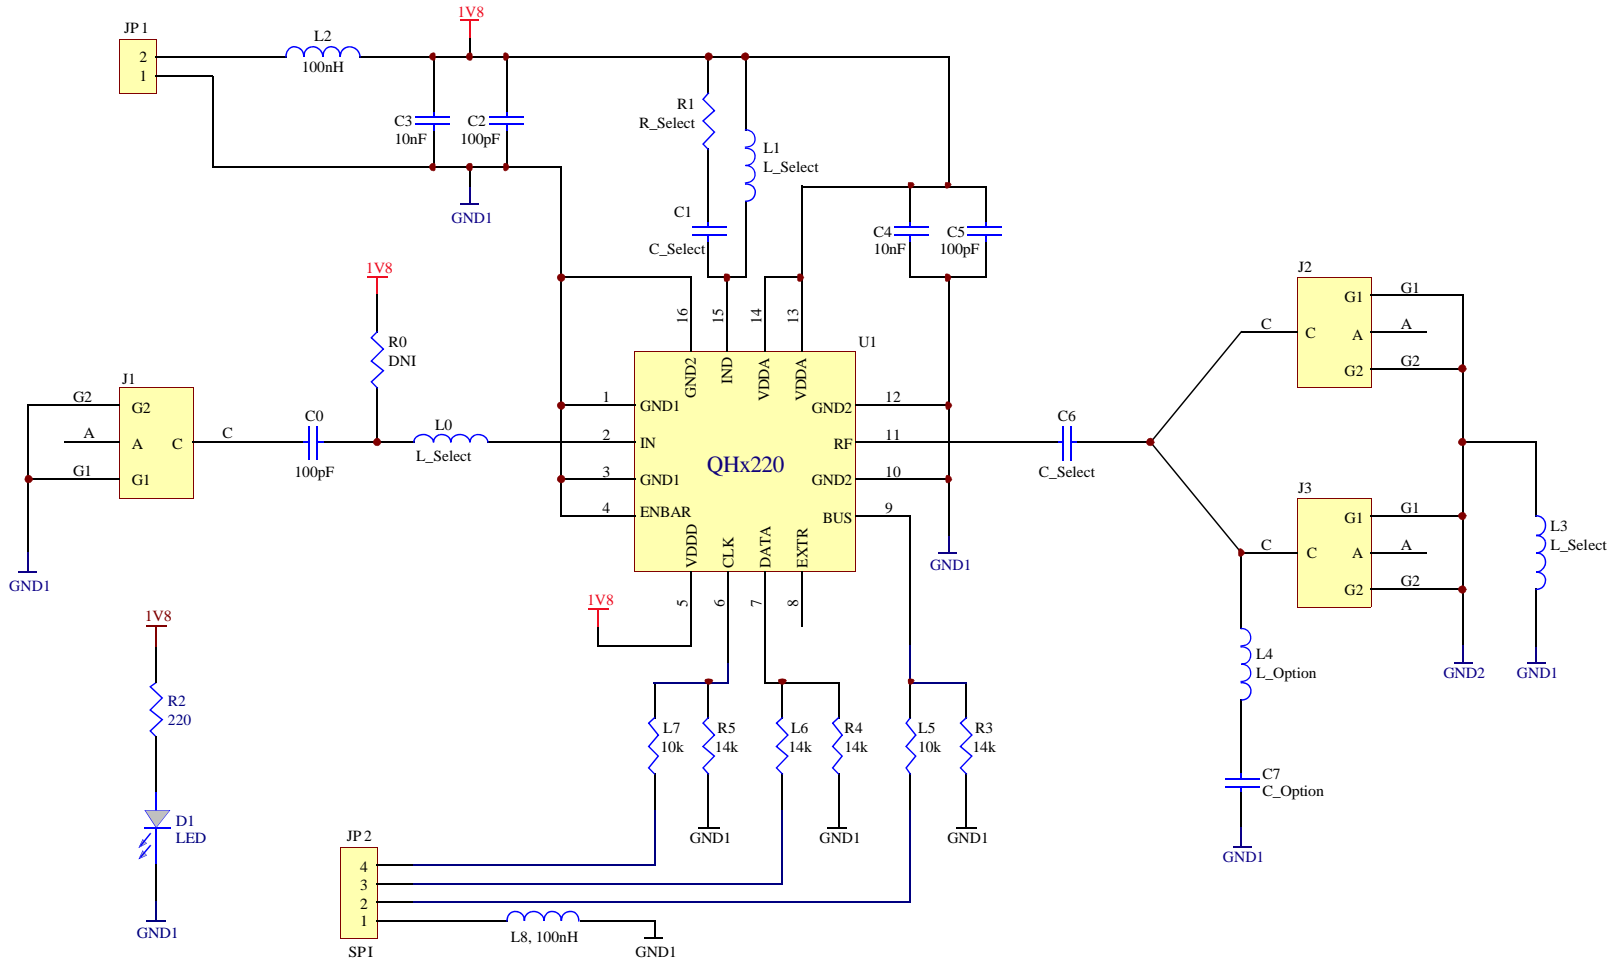 JP1
2
1
L2
100nH
1V8
C3
10nF
C2
100pF
GND1
R1
R_Select
L1
L_Select
C1
C_Select
C4
10nF
C5
100pF
1V8
R0
DNI
J1
G2
A
G1
G2
A
G1
C
C
GND1
C0
100pF
L0
L_Select
U1
QHx220
16
15
14
13
GND2
IND
VDDA
VDDA
1
GND1
2
IN
3
GND1
4
ENBAR
12
GND2
11
RF
10
GND2
9
BUS
VDDD
CLK
DATA
EXTR
5
6
7
8
1V8
GND1
C6
C_Select
J2
C
C
G1
A
G2
G1
A
G2
J3
C
C
G1
A
G2
G1
A
G2
L3
L_Select
GND2
GND1
L4
L_Option
C7
C_Option
GND1
1V8
R2
220
D1
LED
GND1
L7
10k
R5
14k
L6
14k
R4
14k
L5
10k
R3
14k
GND1
GND1
GND1
JP2
4
3
2
1
SPI
L8, 100nH
GND1